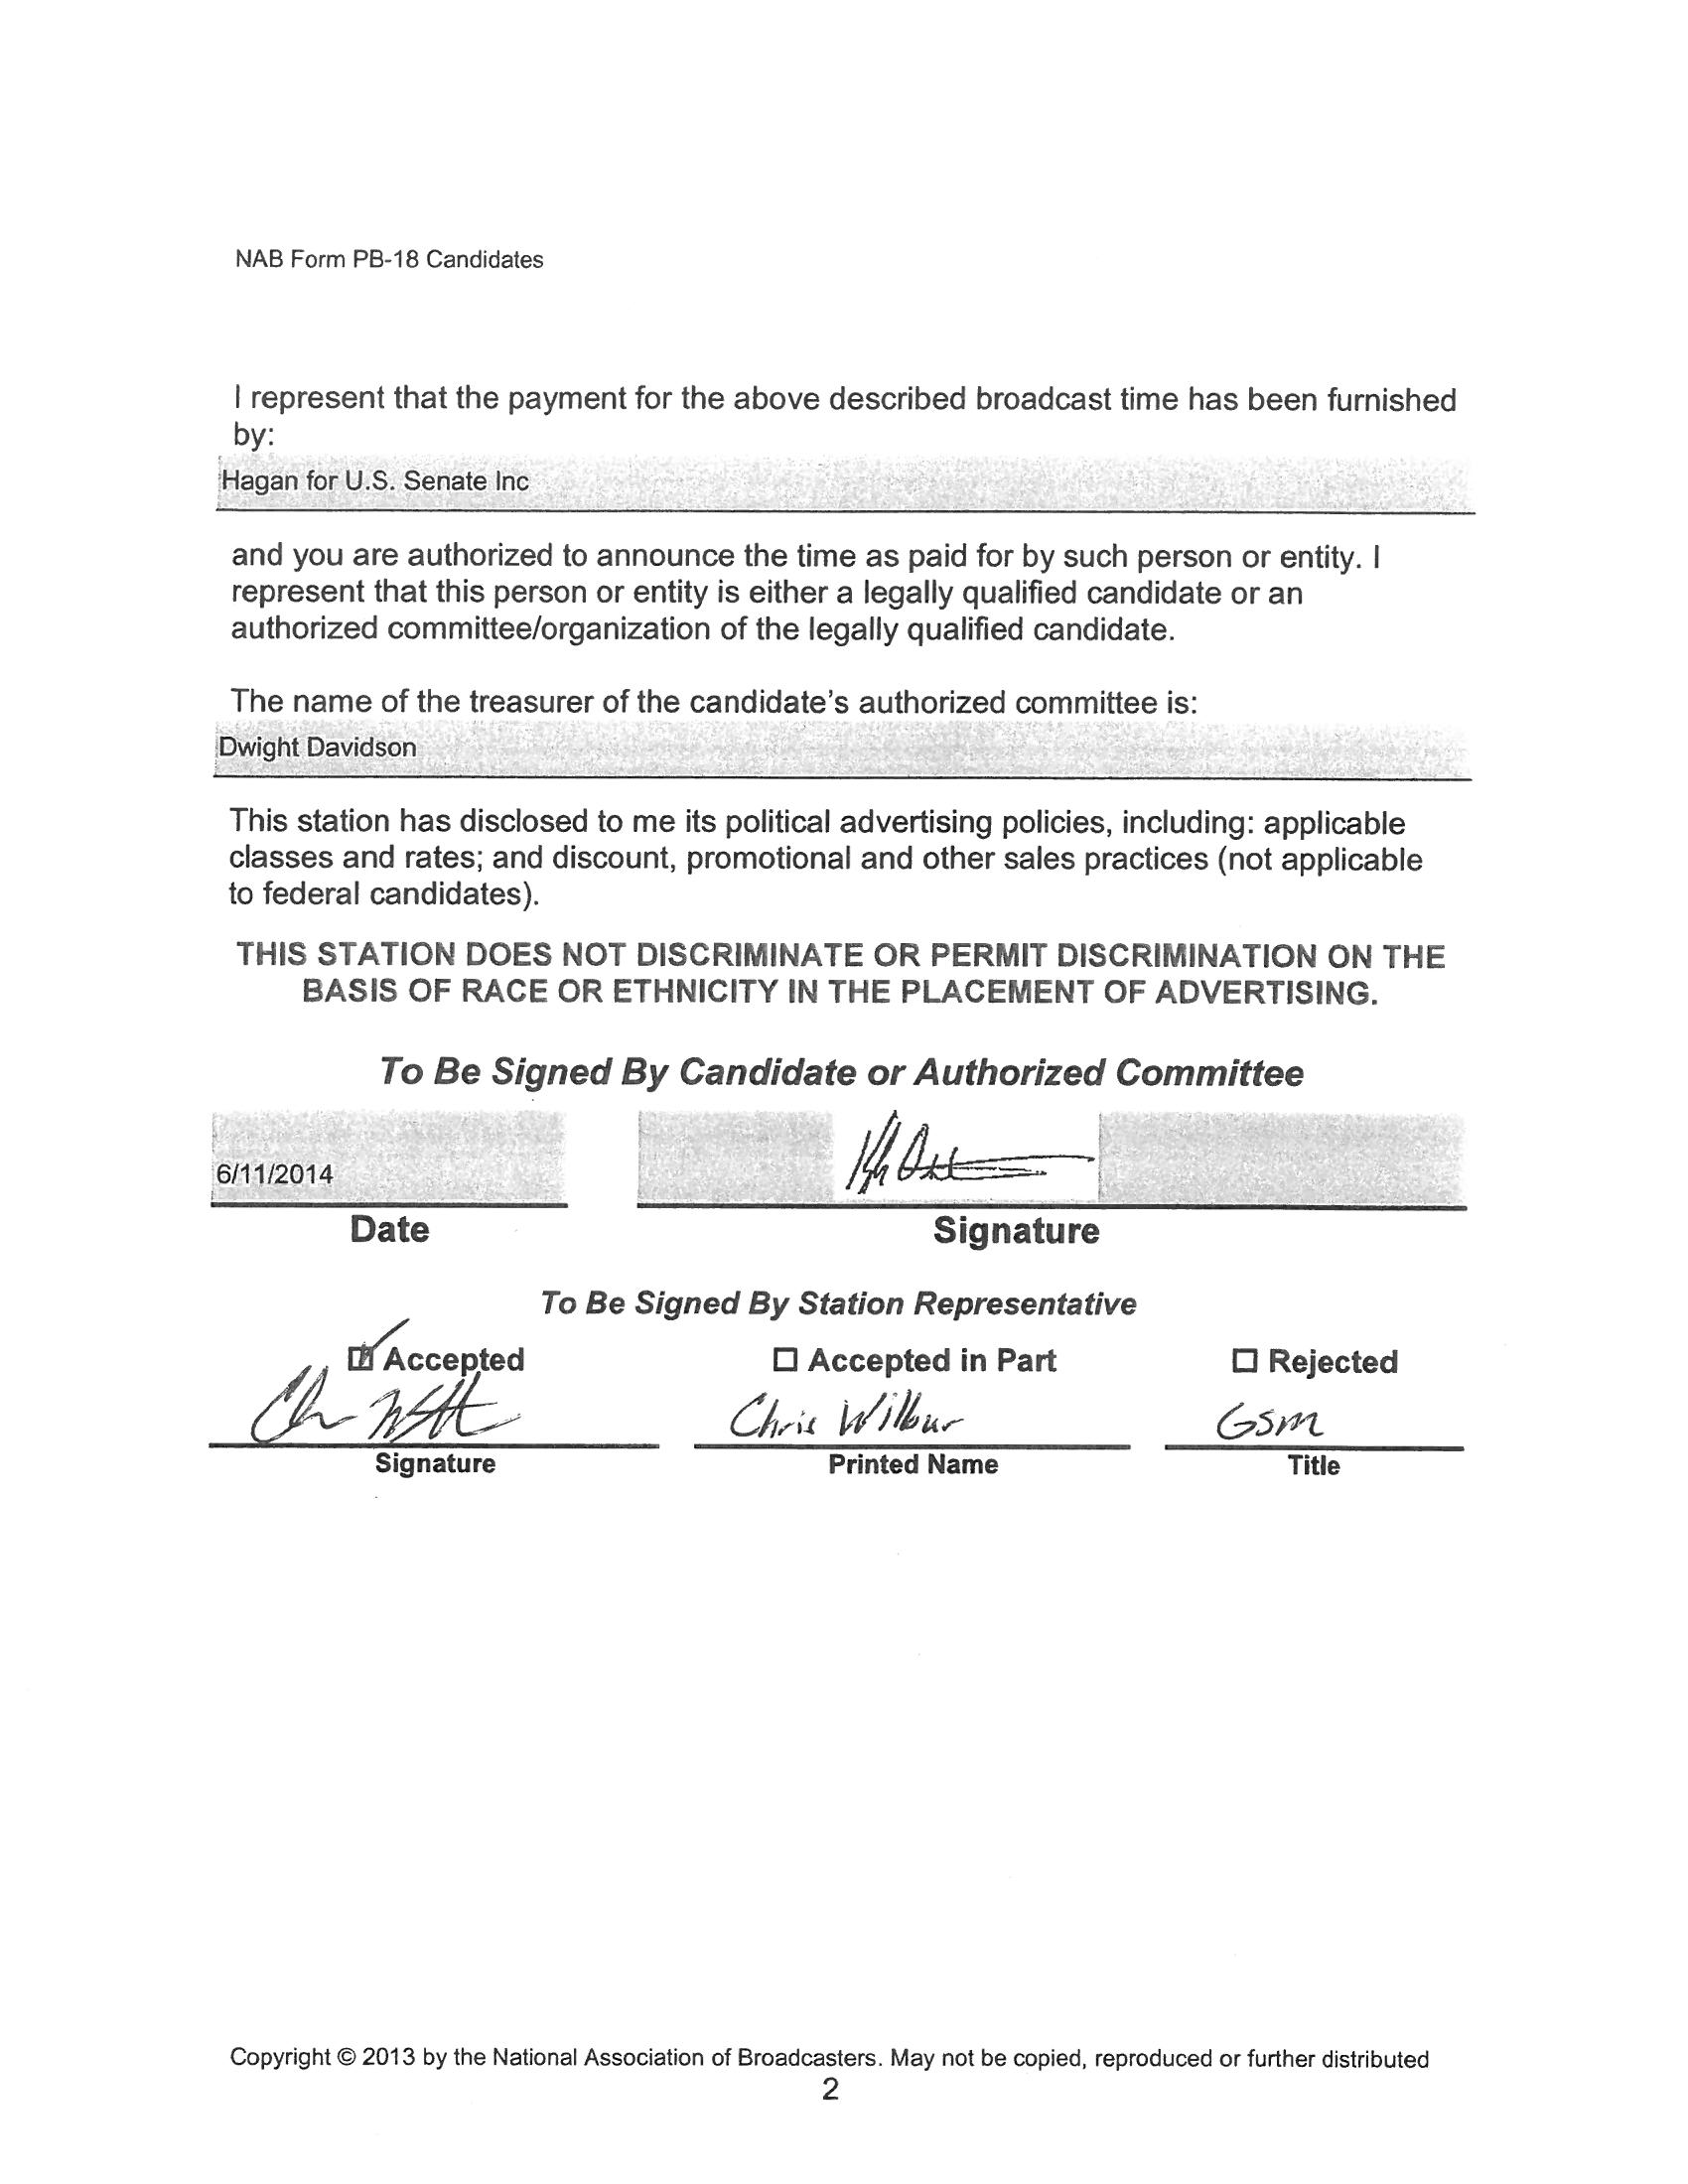 NAB Form PB-18 Candidates
I represent that the payment for the above described broadcast time has been furnished
by:
Hagan for U.S. Senate Inc
and you are authorized to announce the time as paid for by such person or entity. I
represent that this person or entity is either a legally qualified candidate or an
authorized committee/organization of the legally qualified candidate.
The name of the treasurer of the candidate's authorized committee is:
Dwight Davidson
This station has disclosed to me its political advertising policies, including: applicable
classes and rates; and discount, promotional and other sales practices (not applicable
to federal candidates).
THIS STATION DOES NOT DISCRIMINATE OR PERMIT DISCRIMINATION ON THE
BASIS OF RACE OR ETHNICITY IN THE PLACEMENT OF ADVERTISING.
To Be Signed By Candidate or Authorized Committee
6/11/2014
Date Signature
To Be Signed By Station Representative
☑ Accepted ☐ Accepted in Part ☐ Rejected
Chris Wilbur GSM
Signature Printed Name Title
Copyright © 2013 by the National Association of Broadcasters. May not be copied, reproduced or further distributed
2